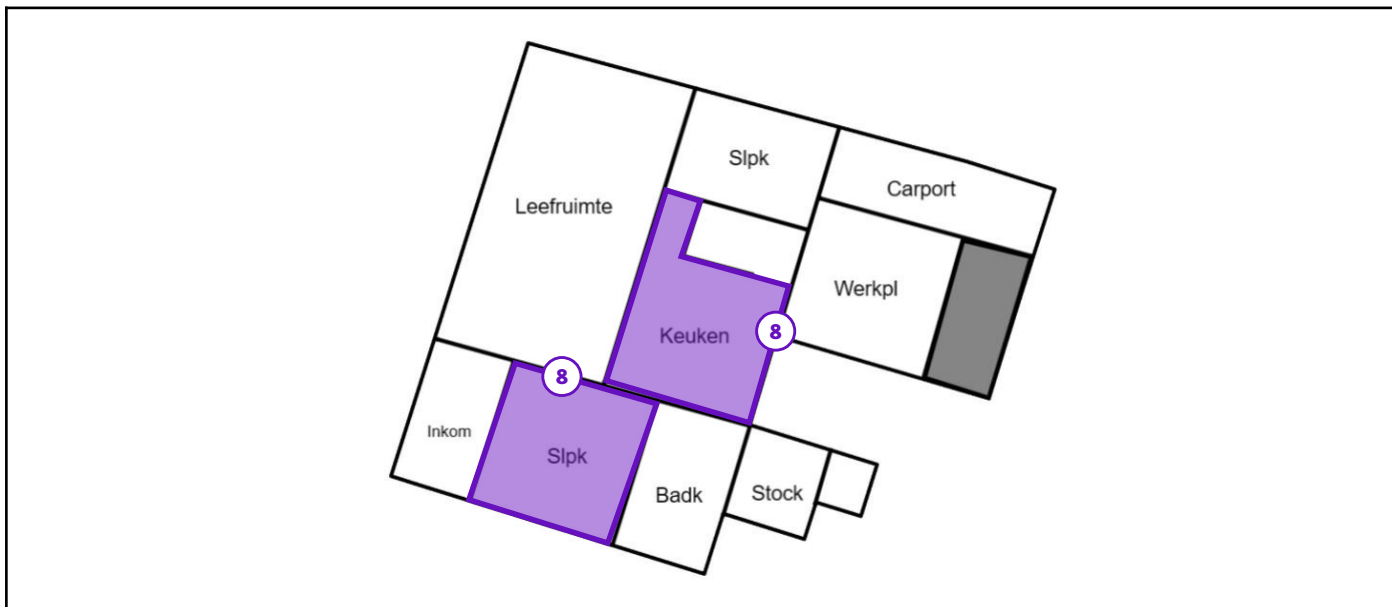 Slpk
Carport
Leefruimte
Werkpl
8
Keuken
8
Inkom
Slpk
Badk
Stock